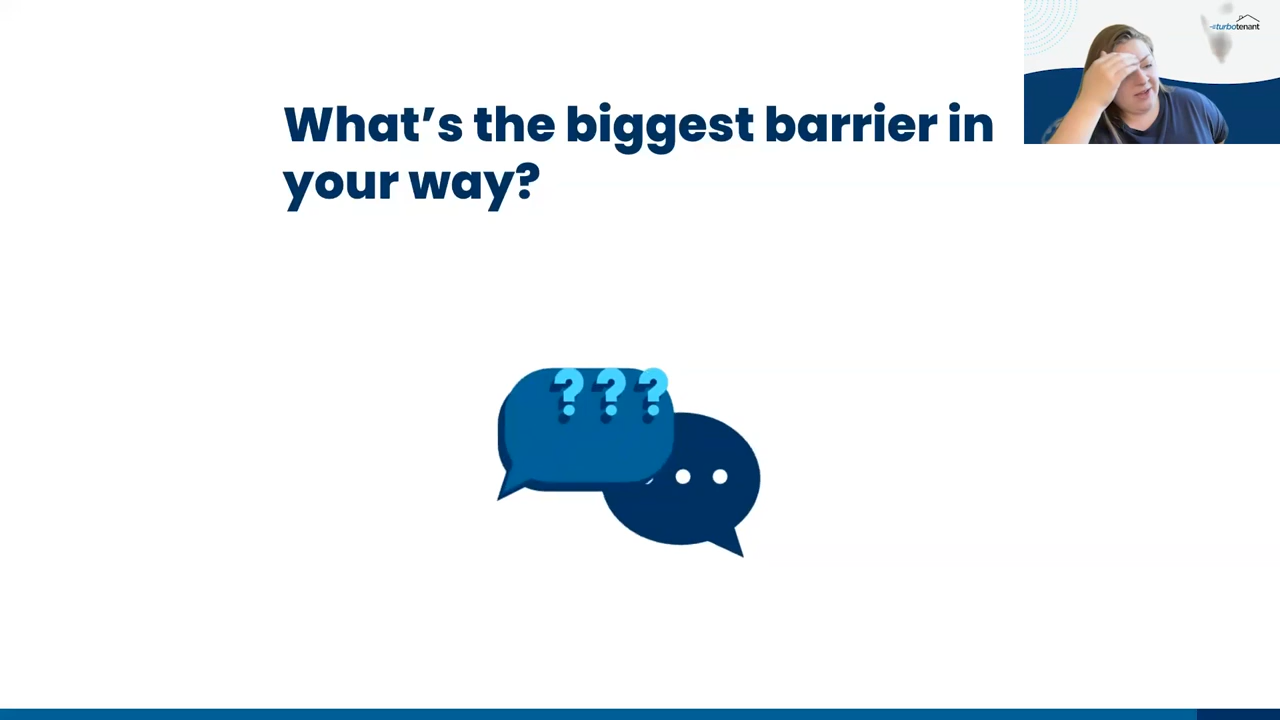 What's the biggest barrier in
your way?
turbotenant
? ? ?